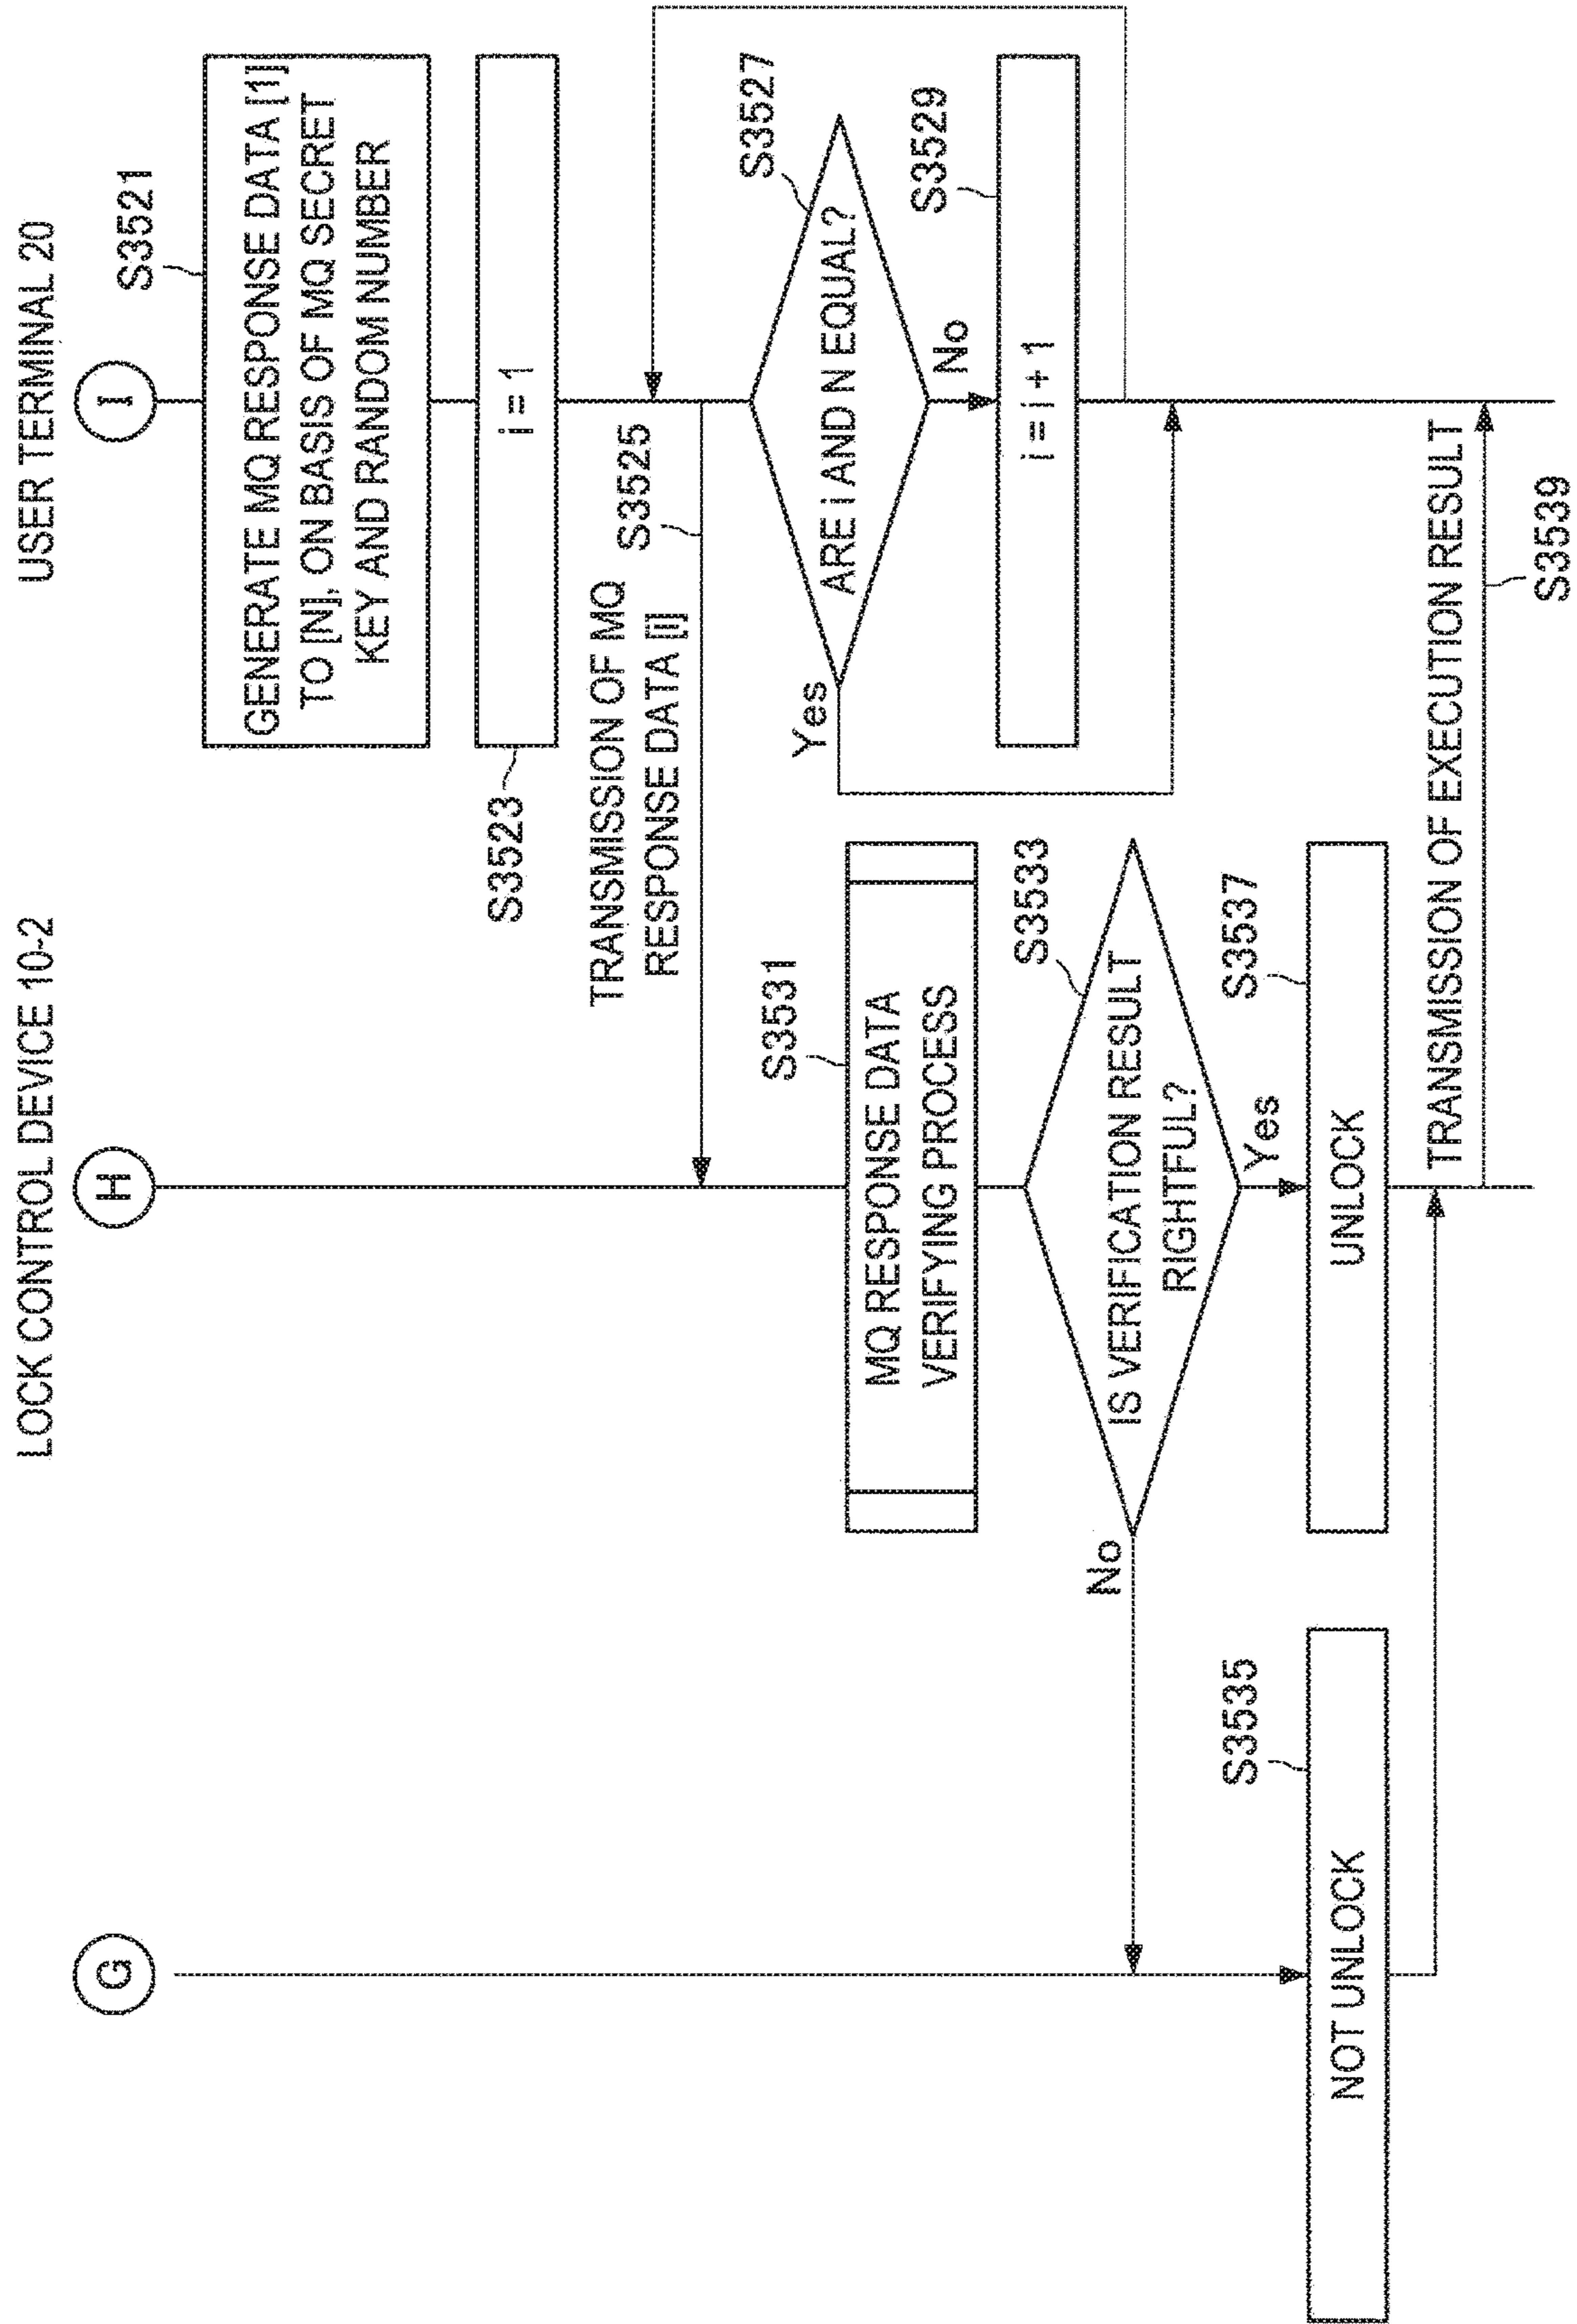 LOCK CONTROL DEVICE 10-2
USER TERMINAL 20
G
H
I
S3521
GENERATE MQ RESPONSE DATA [1]
TO [N], ON BASIS OF MQ SECRET
KEY AND RANDOM NUMBER
i = 1
S3523
TRANSMISSION OF MQ
RESPONSE DATA [i]
S3525
S3527
ARE i AND N EQUAL?
Yes
No
S3529
i = i + 1
S3531
MQ RESPONSE DATA
VERIFYING PROCESS
S3533
IS VERIFICATION RESULT
RIGHTFUL?
No
Yes
S3535
NOT UNLOCK
S3537
UNLOCK
TRANSMISSION OF EXECUTION RESULT
S3539